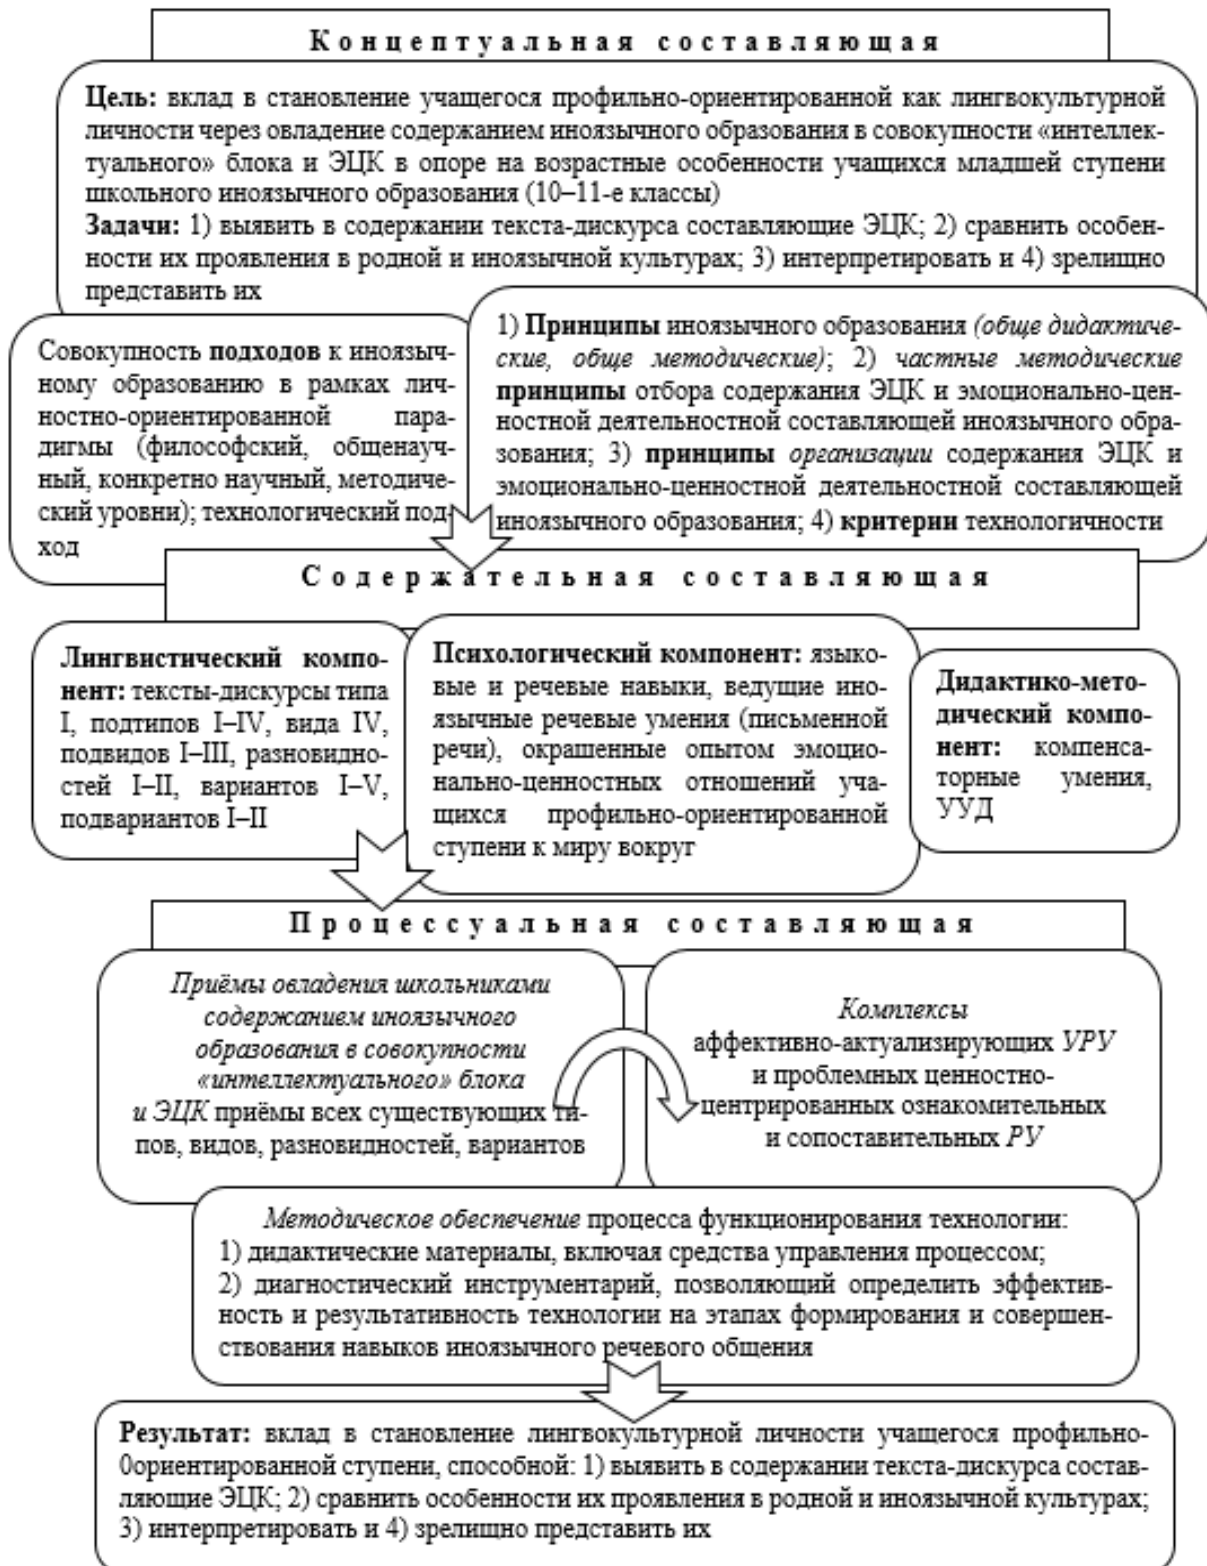 Концептуальная составляющая
Цель: вклад в становление учащегося профильно-ориентированной как лингвокультурной
личности через овладение содержанием иноязычного образования в совокупности «интеллек-
туального» блока и ЭЦК в опоре на возрастные особенности учащихся младшей ступени
школьного иноязычного образования (10–11-е классы)
Задачи: 1) выявить в содержании текста-дискурса составляющие ЭЦК; 2) сравнить особен-
ности их проявления в родной и иноязычной культурах; 3) интерпретировать и 4) зрелищно
представить их
Совокупность подходов к иноязыч-
ному образованию в рамках лич-
ностно-ориентированной пара-
дигмы (философский, общенауч-
ный, конкретно научный, методиче-
ский уровни); технологический под-
ход
1) Принципы иноязычного образования (обще дидактиче-
ские, обще методические); 2) частные методические
принципы отбора содержания ЭЦК и эмоционально-цен-
ностной деятельностной составляющей иноязычного обра-
зования; 3) принципы организации содержания ЭЦК и
эмоционально-ценностной деятельностной составляющей
иноязычного образования; 4) критерии технологичности
Содержательная составляющая
Лингвистический компо-
нент: тексты-дискурсы типа
I, подтипов I–IV, вида IV,
подвидов I–III, разновидно-
стей I–II, вариантов I–V,
подвариантов I–II
Психологический компонент: языко-
вые и речевые навыки, ведущие ино-
язычные речевые умения (письменной
речи), окрашенные опытом эмоцио-
нально-ценностных отношений уча-
щихся профильно-ориентированной
ступени к миру вокруг
Дидактико-мето-
дический компо-
нент: компенса-
торные умения,
УУД
Процессуальная составляющая
Приёмы овладения школьниками
содержанием иноязычного
образования в совокупности
«интеллектуального» блока
и ЭЦК приёмы всех существующих ти-
пов, видов, разновидностей, вариантов
Комплексы
аффективно-актуализирующих УРУ
и проблемных ценностно-
центрированных ознакомительных
и сопоставительных РУ
Методическое обеспечение процесса функционирования технологии:
1) дидактические материалы, включая средства управления процессом;
2) диагностический инструментарий, позволяющий определить эффектив-
ность и результативность технологии на этапах формирования и совершен-
ствования навыков иноязычного речевого общения
Результат: вклад в становление лингвокультурной личности учащегося профильно-
0ориентированной ступени, способной: 1) выявить в содержании текста-дискурса состав-
ляющие ЭЦК; 2) сравнить особенности их проявления в родной и иноязычной культурах;
3) интерпретировать и 4) зрелищно представить их